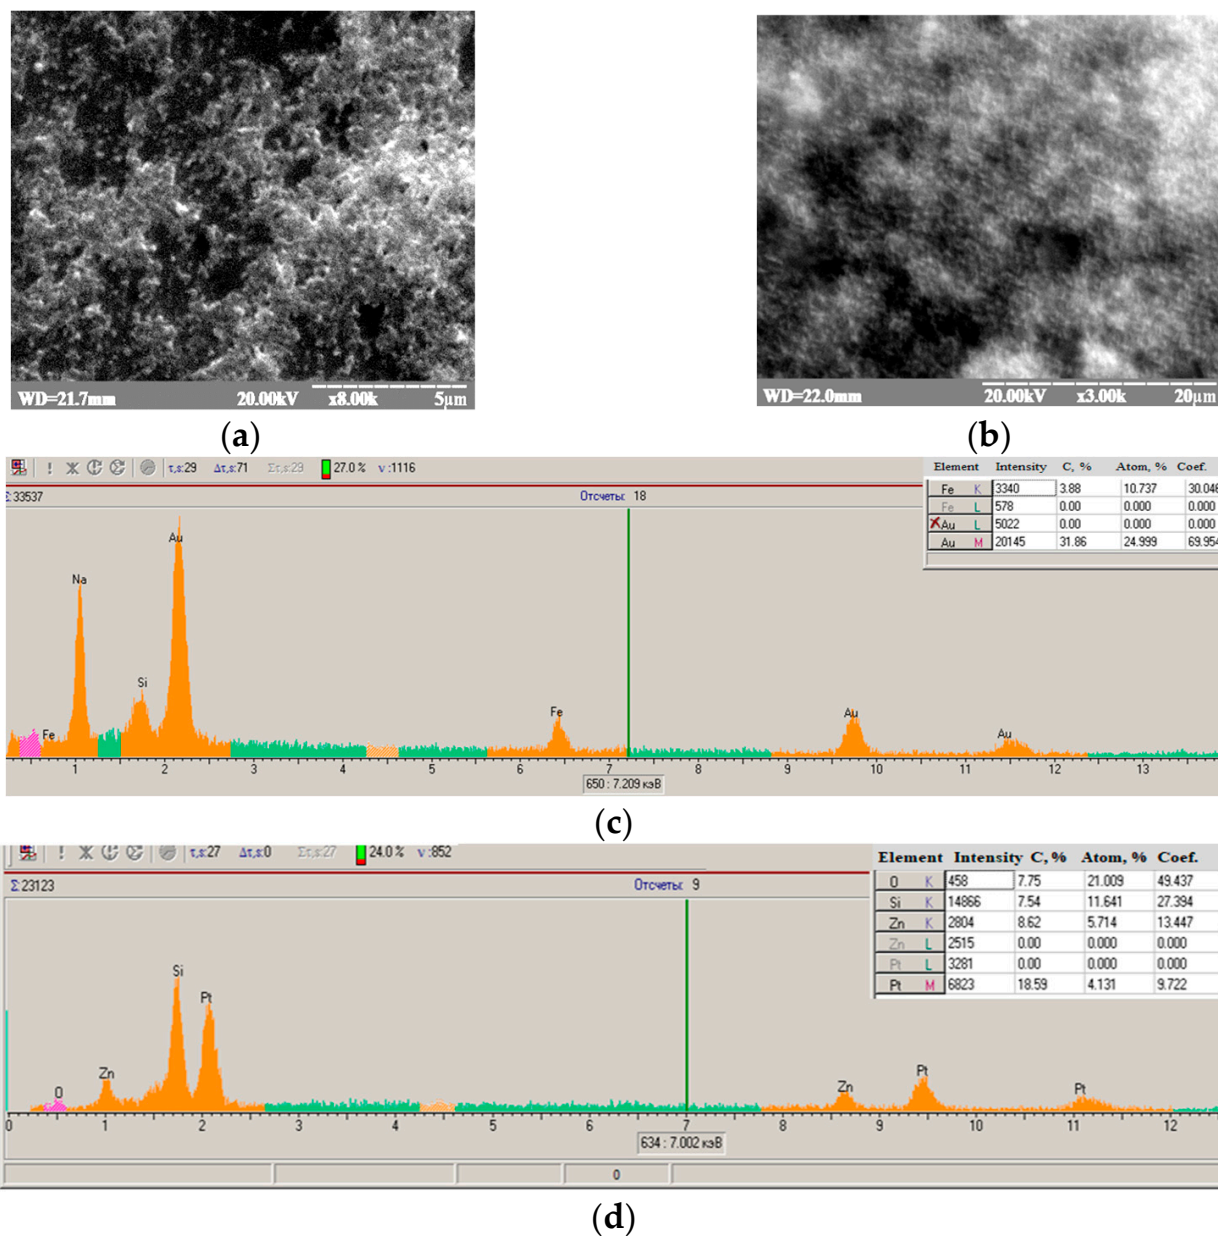 WD=21.7mm 20.00kV x8.00k 5µm
WD=22.0mm 20.00kV x3.00k 20µm
(a)
(b)
τ,s:29 Δτ,s:71 Στ,s:29 27.0 % ν :1116
Σ:33537 Отсчеты: 18
Element Intensity C, % Atom, % Coef.
Fe K 3340 3.88 10.737 30.046
Fe L 578 0.00 0.000 0.000
Au L 5022 0.00 0.000 0.000
Au M 20145 31.86 24.999 69.954
Au
Na
Si
Fe
Fe
Au
Au
1 2 3 4 5 6 7 8 9 10 11 12 13
650 : 7.209 кэВ
(c)
τ,s:27 Δτ,s:0 Στ,s:27 24.0 % ν :852
Σ 23123 Отсчеты: 9
Element Intensity C, % Atom, % Coef.
O K 458 7.75 21.009 49.437
Si K 14866 7.54 11.641 27.394
Zn K 2804 8.62 5.714 13.447
Zn L 2515 0.00 0.000 0.000
Pt L 3281 0.00 0.000 0.000
Pt M 6823 18.59 4.131 9.722
Si
Pt
Zn
O
Zn
Pt
Pt
0 1 2 3 4 5 6 7 8 9 10 11 12
634 : 7.002 кэВ
0
(d)